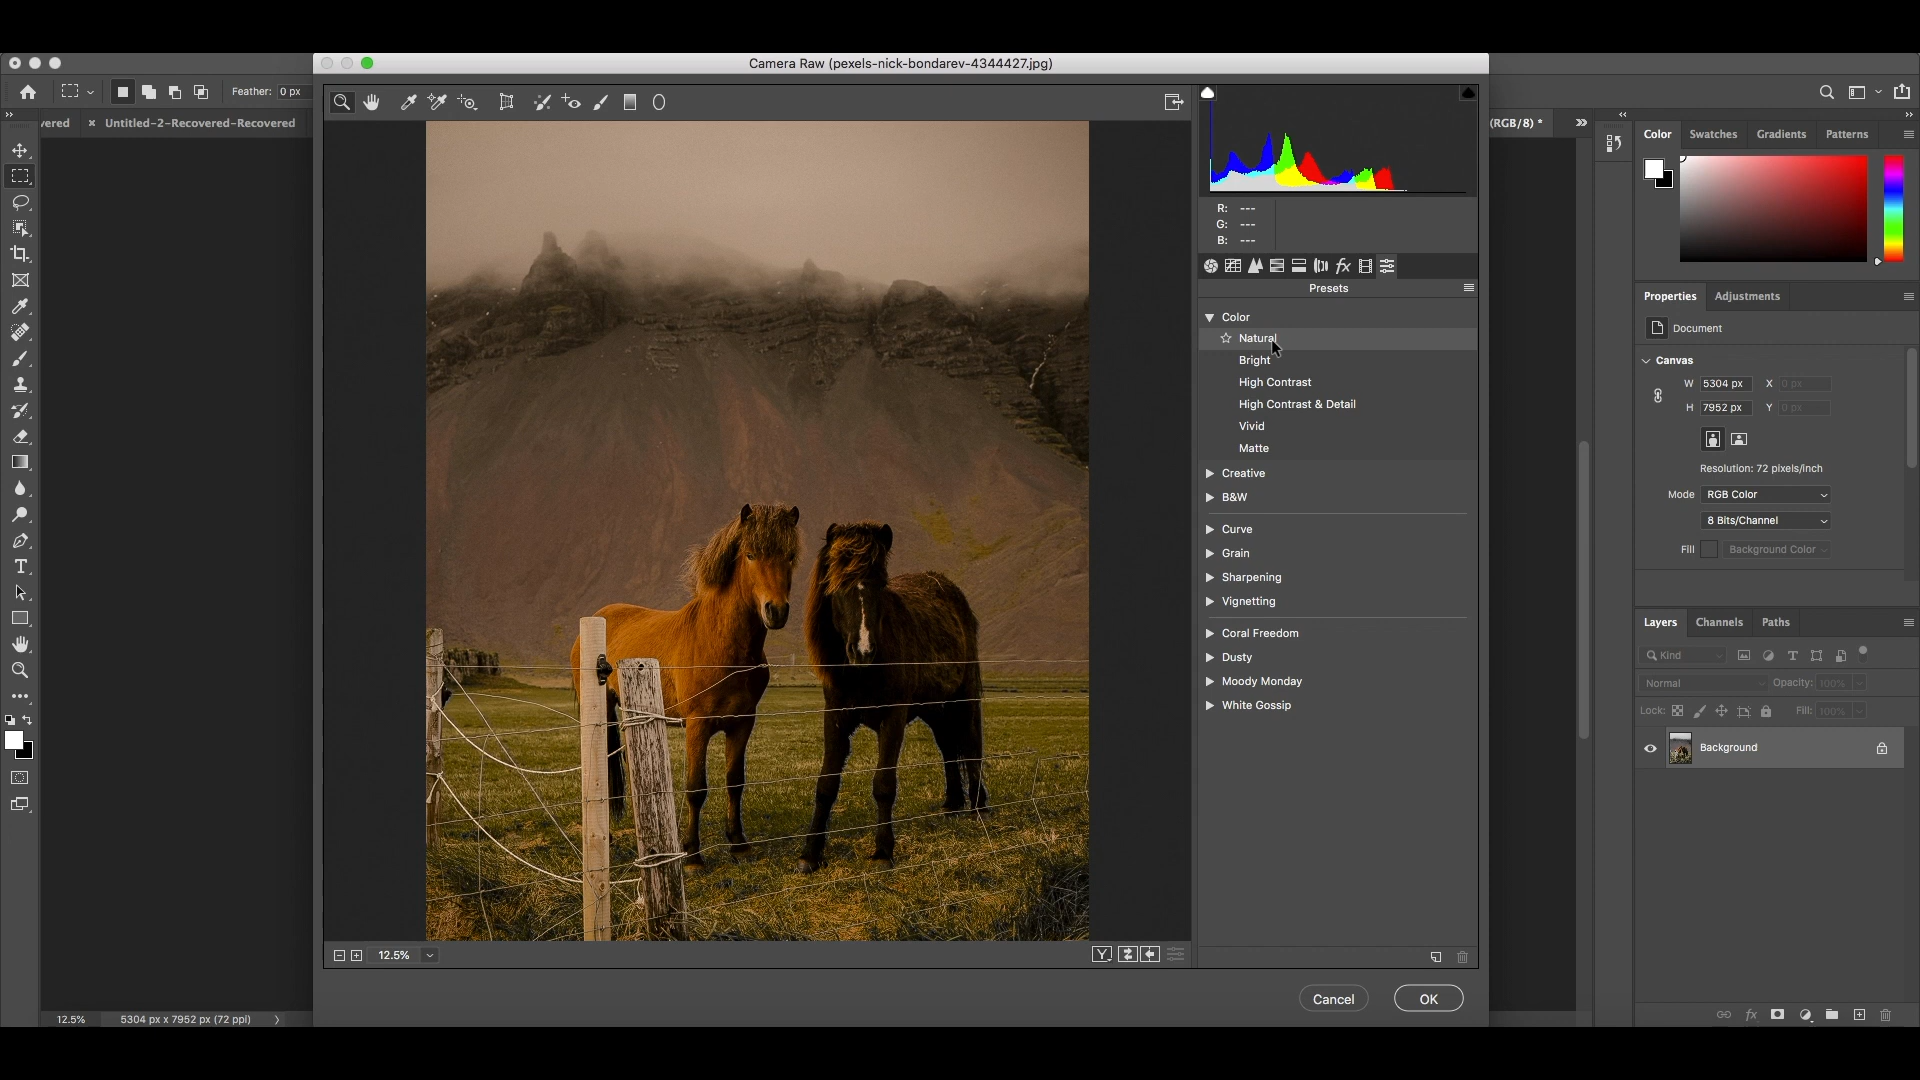 Camera Raw (pexels-nick-bondarev-4344427.jpg)
Feather: 0 px
vered
× Untitled-2-Recovered-Recovered
(RGB/8) *
R: ---
G: ---
B: ---
Presets
Color
Natural
Bright
High Contrast
High Contrast & Detail
Vivid
Matte
Creative
B&W
Curve
Grain
Sharpening
Vignetting
Coral Freedom
Dusty
Moody Monday
White Gossip
12.5%
Cancel
OK
12.5%
5304 px x 7952 px (72 ppi)
Color
Swatches
Gradients
Patterns
Properties
Adjustments
Document
Canvas
W 5304 px X 0 px
H 7952 px Y 0 px
Resolution: 72 pixels/inch
Mode RGB Color
8 Bits/Channel
Fill Background Color
Layers
Channels
Paths
Kind
Normal
Opacity: 100%
Lock:
Fill: 100%
Background